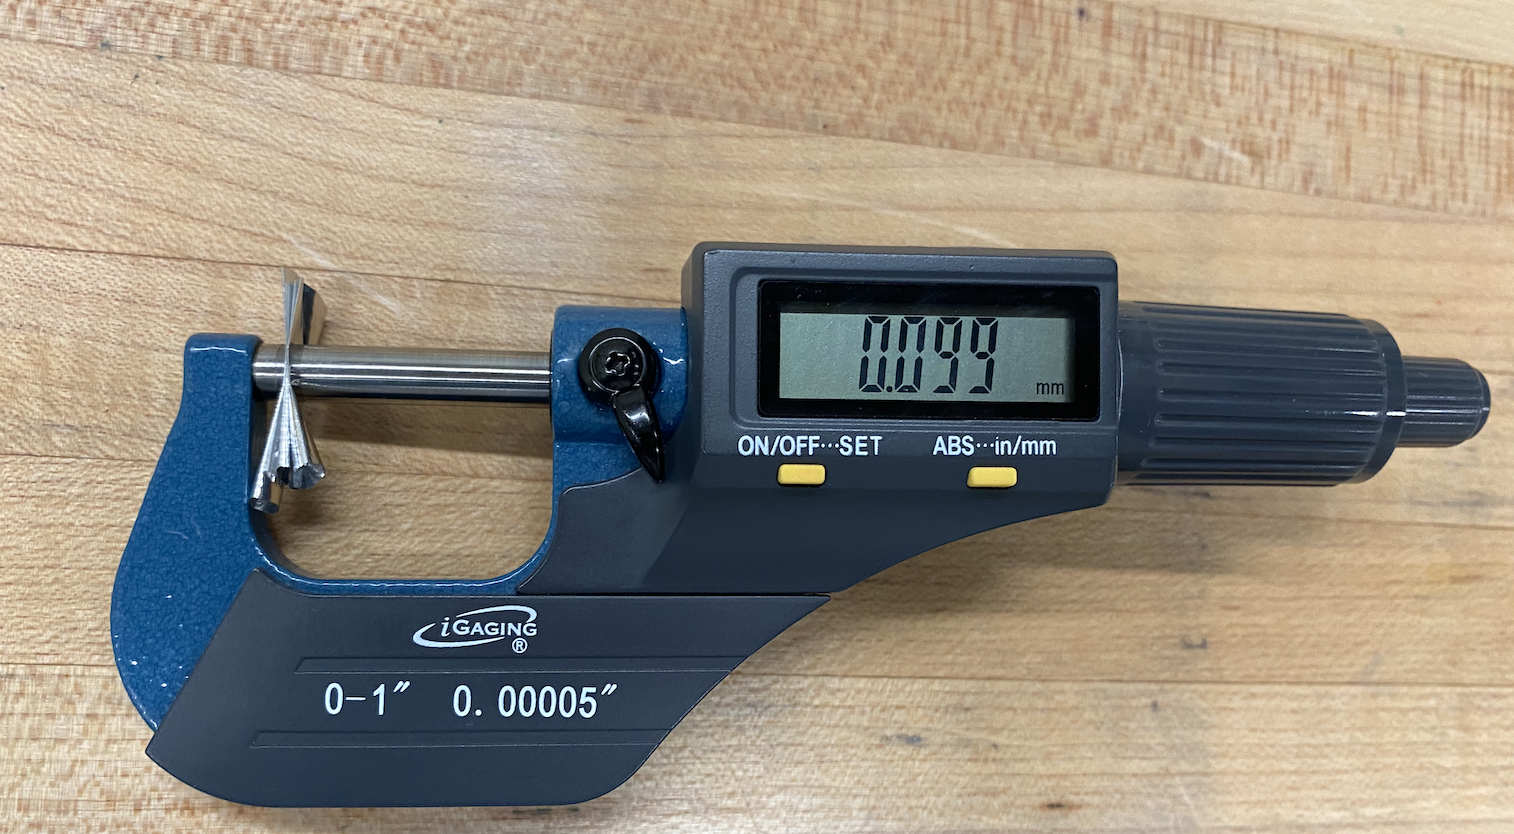 0.099
mm
ON/OFF···SET ABS···in/mm
iGAGING
®
0-1" 0.00005"